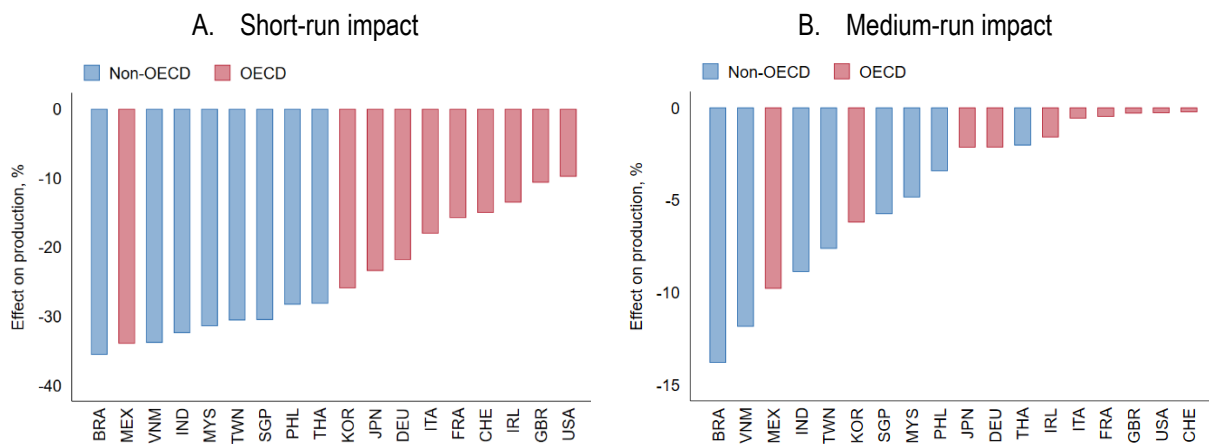 A. Short-run impact
Non-OECD OECD
Effect on production, %
0
-10
-20
-30
-40
BRA MEX VNM IND MYS TWN SGP PHL THA KOR JPN DEU ITA FRA CHE IRL GBR USA
B. Medium-run impact
Non-OECD OECD
Effect on production, %
0
-5
-10
-15
BRA VNM MEX IND TWN KOR SGP MYS PHL JPN DEU THA IRL ITA FRA GBR USA CHE